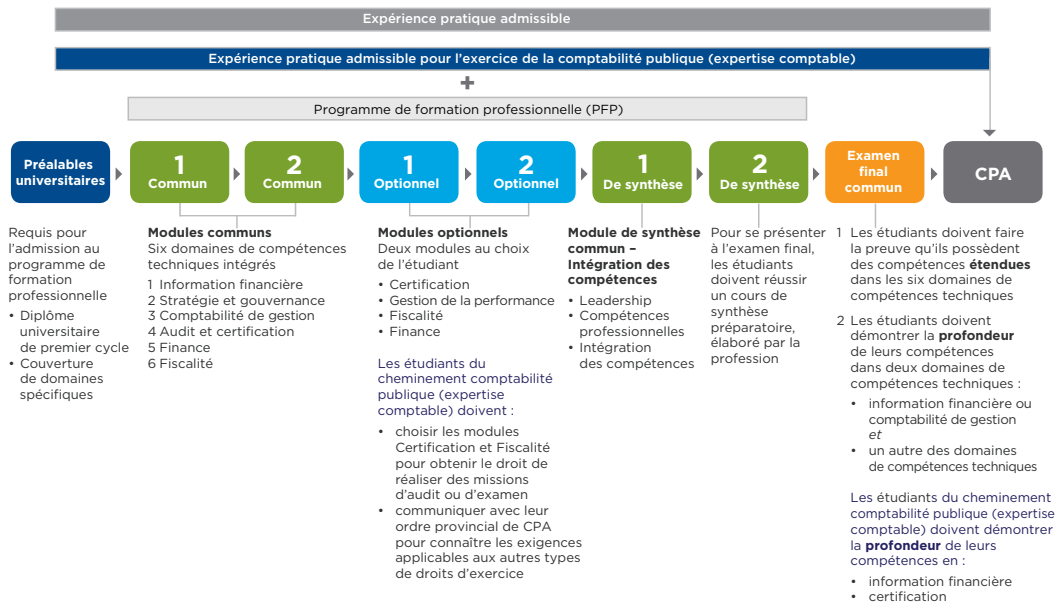 Expérience pratique admissible
Expérience pratique admissible pour l'exercice de la comptabilité publique (expertise comptable)
+
Programme de formation professionnelle (PFP)
Préalables
universitaires
1
Commun
2
Commun
1
Optionnel
2
Optionnel
1
De synthèse
2
De synthèse
Examen
final
commun
CPA
Requis pour
l'admission au
programme de
formation
professionnelle
• Diplôme
universitaire
de premier cycle
• Couverture
de domaines
spécifiques
Modules communs
Six domaines de compétences
techniques intégrés
1 Information financière
2 Stratégie et gouvernance
3 Comptabilité de gestion
4 Audit et certification
5 Finance
6 Fiscalité
Modules optionnels
Deux modules au choix
de l'étudiant
• Certification
• Gestion de la performance
• Fiscalité
• Finance
Les étudiants du
cheminement comptabilité
publique (expertise
comptable) doivent :
• choisir les modules
Certification et Fiscalité
pour obtenir le droit de
réaliser des missions
d'audit ou d'examen
• communiquer avec leur
ordre provincial de CPA
pour connaître les exigences
applicables aux autres types
de droits d'exercice
Module de synthèse
commun –
Intégration des
compétences
• Leadership
• Compétences
professionnelles
• Intégration
des compétences
Pour se présenter
à l'examen final,
les étudiants
doivent réussir
un cours de
synthèse
préparatoire,
élaboré par la
profession
1 Les étudiants doivent faire
la preuve qu'ils possèdent
des compétences étendues
dans les six domaines de
compétences techniques
2 Les étudiants doivent
démontrer la profondeur
de leurs compétences
dans deux domaines de
compétences techniques :
• information financière ou
comptabilité de gestion
et
• un autre des domaines
de compétences techniques
Les étudiants du cheminement
comptabilité publique (expertise
comptable) doivent démontrer
la profondeur de leurs
compétences en :
• information financière
• certification